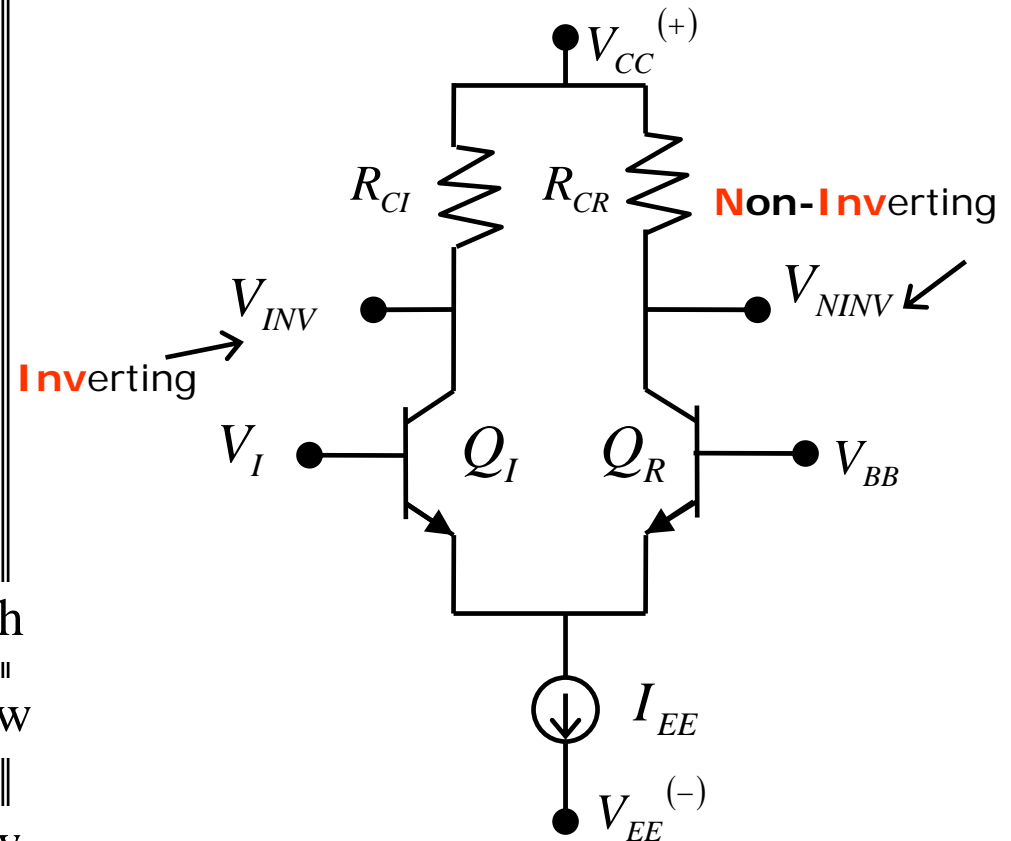 V_CC (+)
R_CI
R_CR
Non-Inverting
V_INV
V_NINV
Inverting
V_I
Q_I
Q_R
V_BB
h
w
I_EE
V_EE (−)